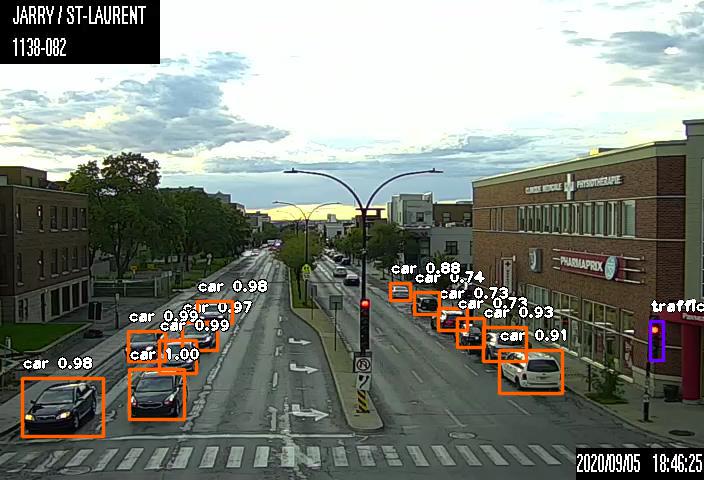 JARRY / ST-LAURENT
1138-082
CLINIQUE MEDICALE PHYSIOTHERAPIE
PHARMAPRIX
car 0.88
car 0.74
car 0.73
car 0.73
car 0.93
car 0.91
car 0.98
car 0.97
car 0.99
car 0.99
car 1.00
car 0.98
traffic
2020/09/05 18:46:25